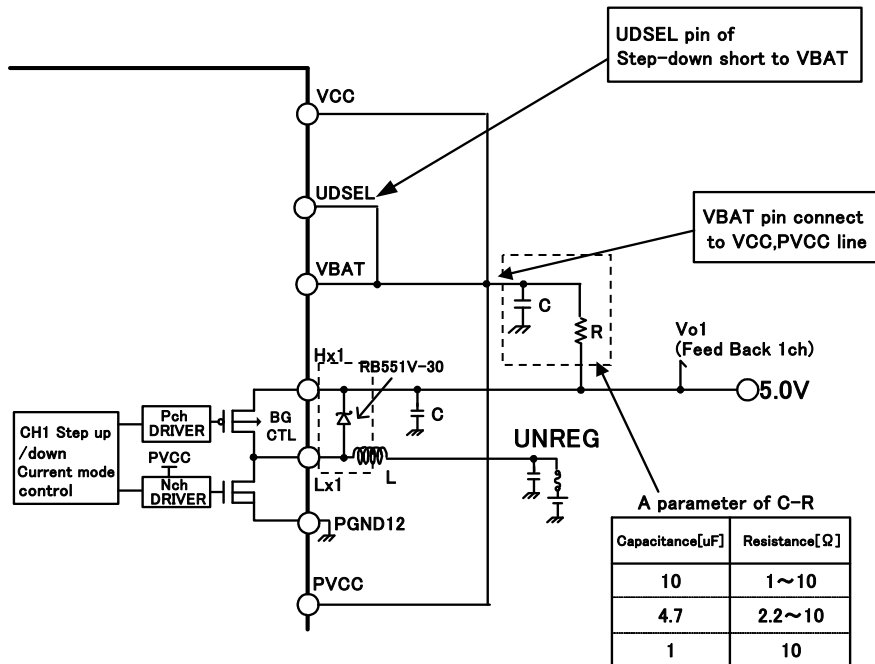 UDSEL pin of
Step-down short to VBAT
VCC
UDSEL
VBAT pin connect
to VCC,PVCC line
VBAT
C
R
Vo1
(Feed Back 1ch)
Hx1
RB551V-30
5.0V
C
Pch
DRIVER
BG
CTL
CH1 Step up
/down
Current mode
control
PVCC
Nch
DRIVER
UNREG
L
Lx1
PGND12
PVCC
A parameter of C-R
Capacitance[uF] Resistance[Ω]
10 1~10
4.7 2.2~10
1 10